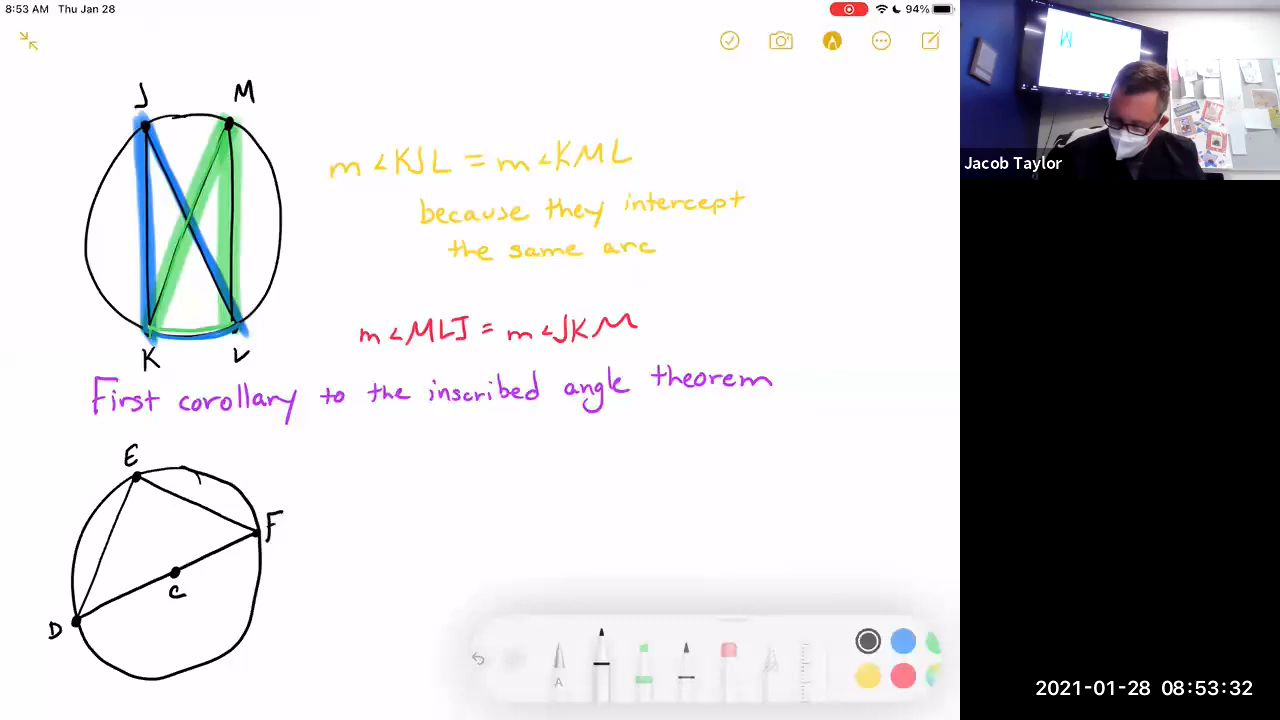 8:53 AM Thu Jan 28
94%
J M
m∠KJL = m∠KML
because they intercept
the same arc
Jacob Taylor
m∠MLJ = m∠JKM
K L
First corollary to the inscribed angle theorem
E
F
C
D
A
2021-01-28 08:53:32